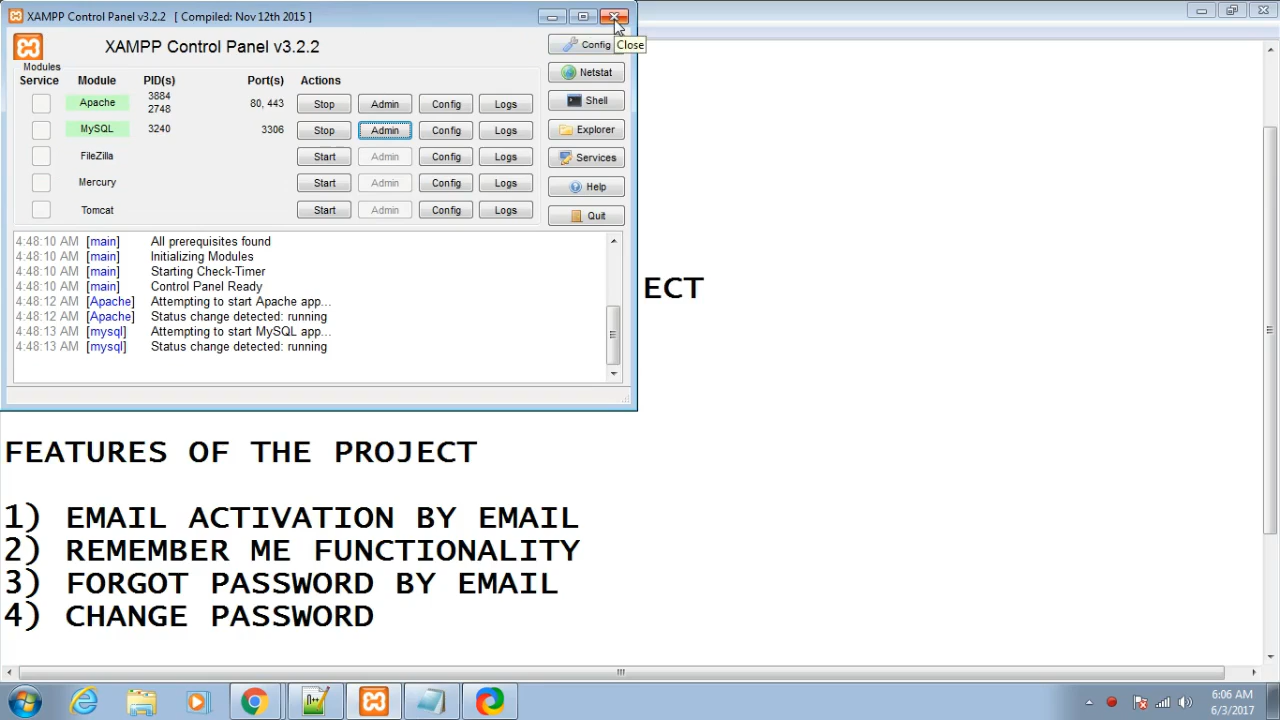 XAMPP Control Panel v3.2.2 [ Compiled: Nov 12th 2015 ]
XAMPP Control Panel v3.2.2
Config
Close
Modules
Service Module PID(s) Port(s) Actions
Netstat
Apache 3884 2748 80, 443 Stop Admin Config Logs
Shell
MySQL 3240 3306 Stop Admin Config Logs
Explorer
FileZilla Start Admin Config Logs
Services
Mercury Start Admin Config Logs
Help
Tomcat Start Admin Config Logs
Quit
4:48:10 AM [main] All prerequisites found
4:48:10 AM [main] Initializing Modules
4:48:10 AM [main] Starting Check-Timer
4:48:10 AM [main] Control Panel Ready
4:48:12 AM [Apache] Attempting to start Apache app...
4:48:12 AM [Apache] Status change detected: running
4:48:13 AM [mysql] Attempting to start MySQL app...
4:48:13 AM [mysql] Status change detected: running
ECT
FEATURES OF THE PROJECT
1) EMAIL ACTIVATION BY EMAIL
2) REMEMBER ME FUNCTIONALITY
3) FORGOT PASSWORD BY EMAIL
4) CHANGE PASSWORD
6:06 AM
6/3/2017